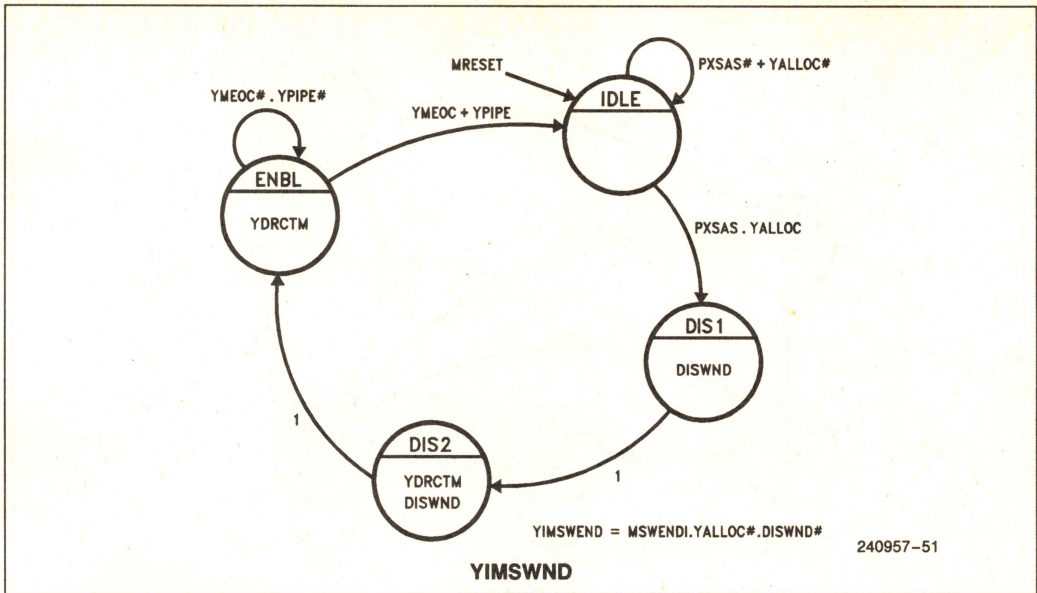 MRESET
PXSAS# + YALLOC#
IDLE
YMEOC# . YPIPE#
YMEOC + YPIPE
ENBL
YDRCTM
PXSAS . YALLOC
DIS1
DISWND
1
DIS2
YDRCTM
DISWND
1
YIMSWEND = MSWENDI.YALLOC#.DISWND#
240957–51
YIMSWND